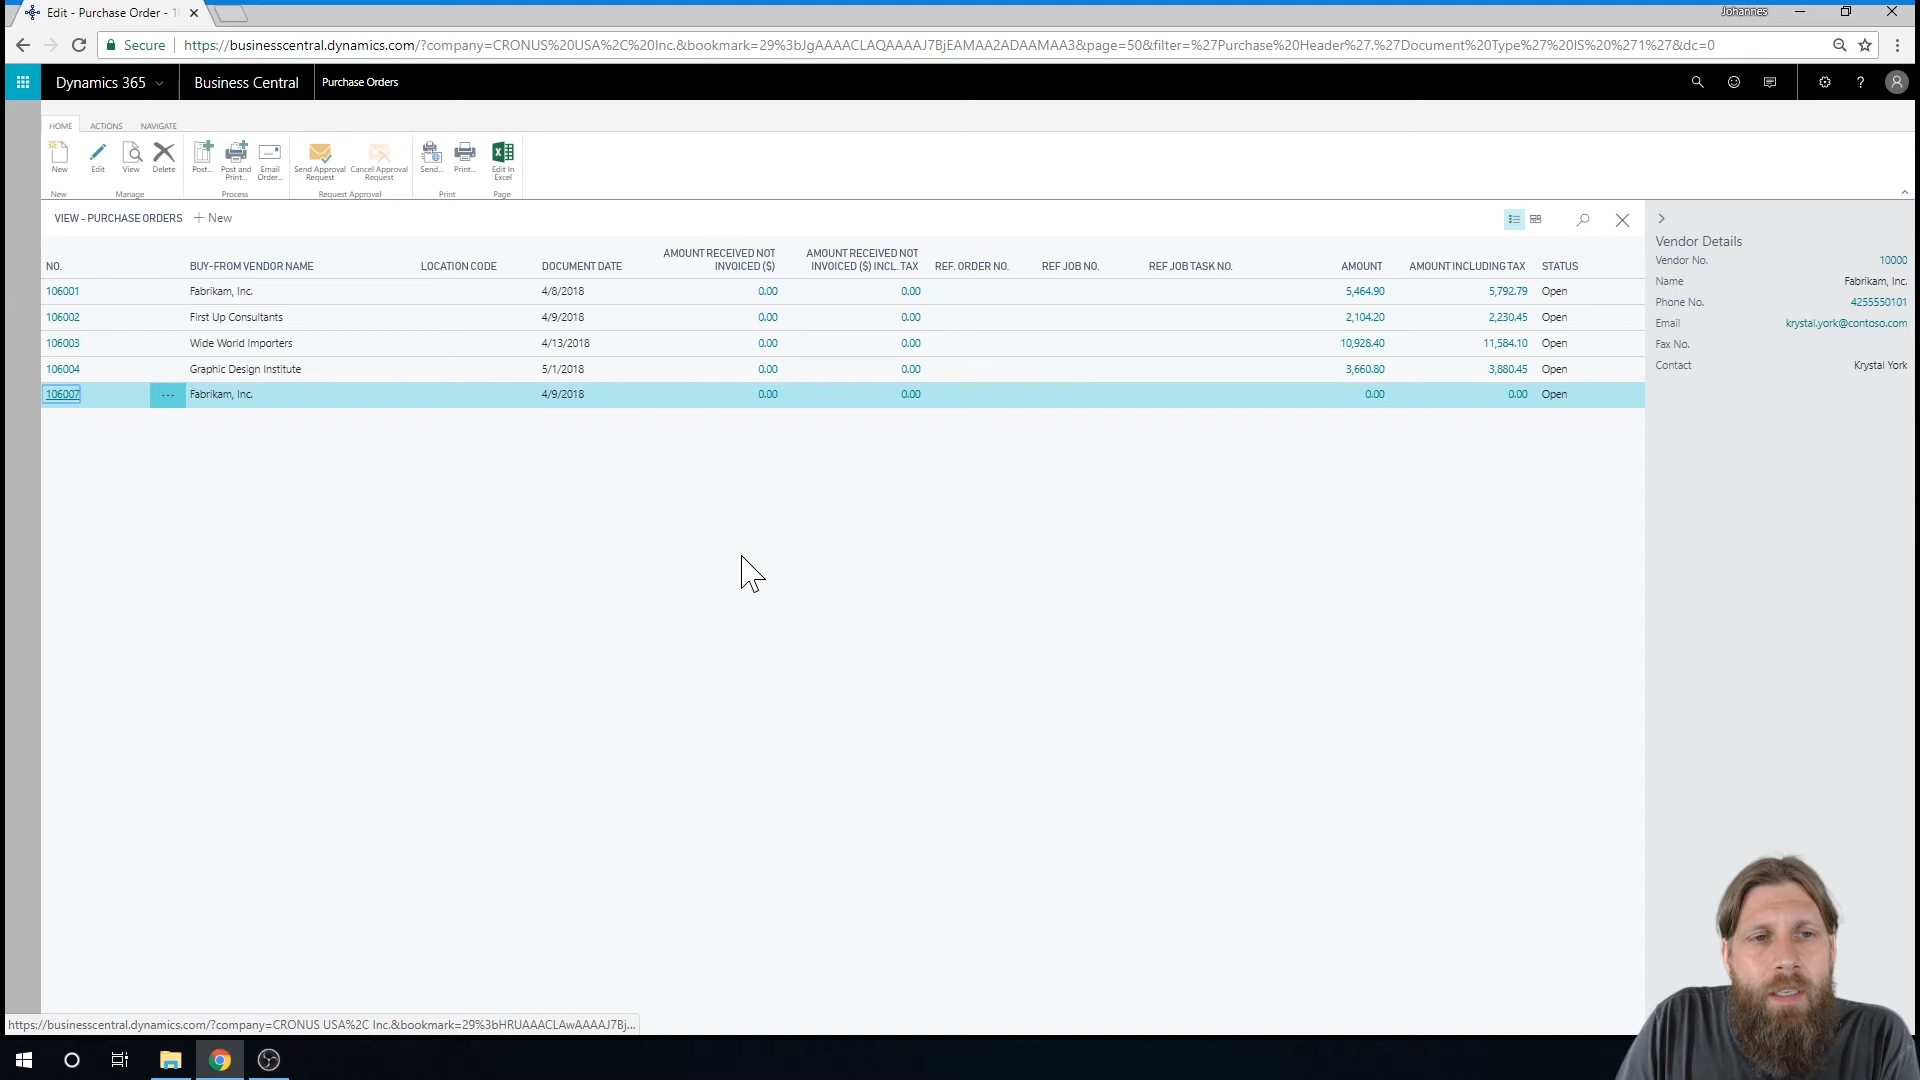 Edit - Purchase Order - 10
Johannes
Secure https://businesscentral.dynamics.com/?company=CRONUS%20USA%2C%20Inc.&bookmark=29%3bJgAAAACLAQAAAAJ7BjEAMAA2ADAAMAA3&page=50&filter=%27Purchase%20Header%27.%27Document%20Type%27%20IS%20%271%27&dc=0
Dynamics 365 Business Central Purchase Orders ?
HOME ACTIONS NAVIGATE
New Edit View Delete Post... Post and Print... Email Order... Send Approval Request Cancel Approval Request Send... Print... Edit in Excel
New Manage Process Request Approval Print Page
VIEW - PURCHASE ORDERS + New
NO. BUY-FROM VENDOR NAME LOCATION CODE DOCUMENT DATE AMOUNT RECEIVED NOT INVOICED ($) AMOUNT RECEIVED NOT INVOICED ($) INCL. TAX REF. ORDER NO. REF JOB NO. REF JOB TASK NO. AMOUNT AMOUNT INCLUDING TAX STATUS
106001 Fabrikam, Inc. 4/8/2018 0.00 0.00 5,464.90 5,792.79 Open
106002 First Up Consultants 4/9/2018 0.00 0.00 2,104.20 2,230.45 Open
106003 Wide World Importers 4/13/2018 0.00 0.00 10,928.40 11,584.10 Open
106004 Graphic Design Institute 5/1/2018 0.00 0.00 3,660.80 3,880.45 Open
106007 ... Fabrikam, Inc. 4/9/2018 0.00 0.00 0.00 0.00 Open
Vendor Details
Vendor No. 10000
Name Fabrikam, Inc.
Phone No. 4255550101
Email krystal.york@contoso.com
Fax No.
Contact Krystal York
https://businesscentral.dynamics.com/?company=CRONUS USA%2C Inc.&bookmark=29%3bHRUAAACLAwAAAAJ7Bj...